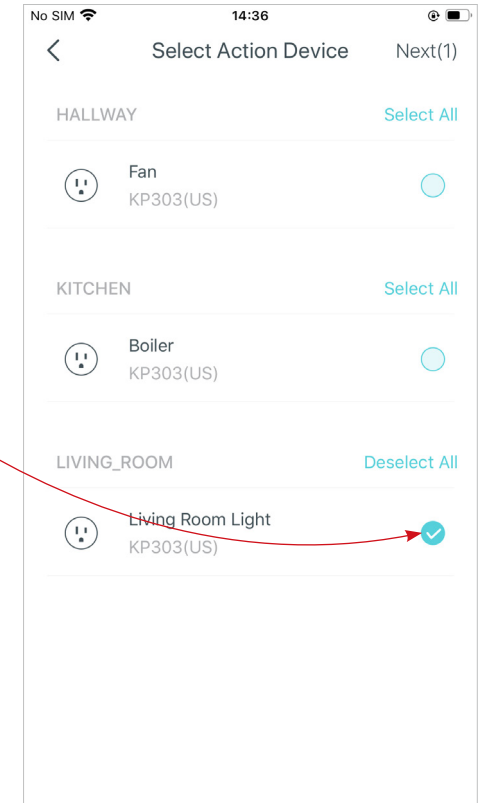 No SIM 14:36
Select Action Device Next(1)
HALLWAY Select All
Fan
KP303(US)
KITCHEN Select All
Boiler
KP303(US)
LIVING_ROOM Deselect All
Living Room Light
KP303(US)